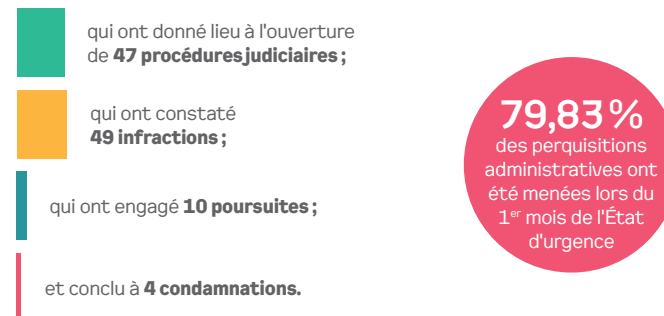 qui ont donné lieu à l'ouverture
de 47 procédures judiciaires ;
qui ont constaté
49 infractions ;
qui ont engagé 10 poursuites ;
et conclu à 4 condamnations.
79,83 %
des perquisitions
administratives ont
été menées lors du
1er mois de l'État
d'urgence